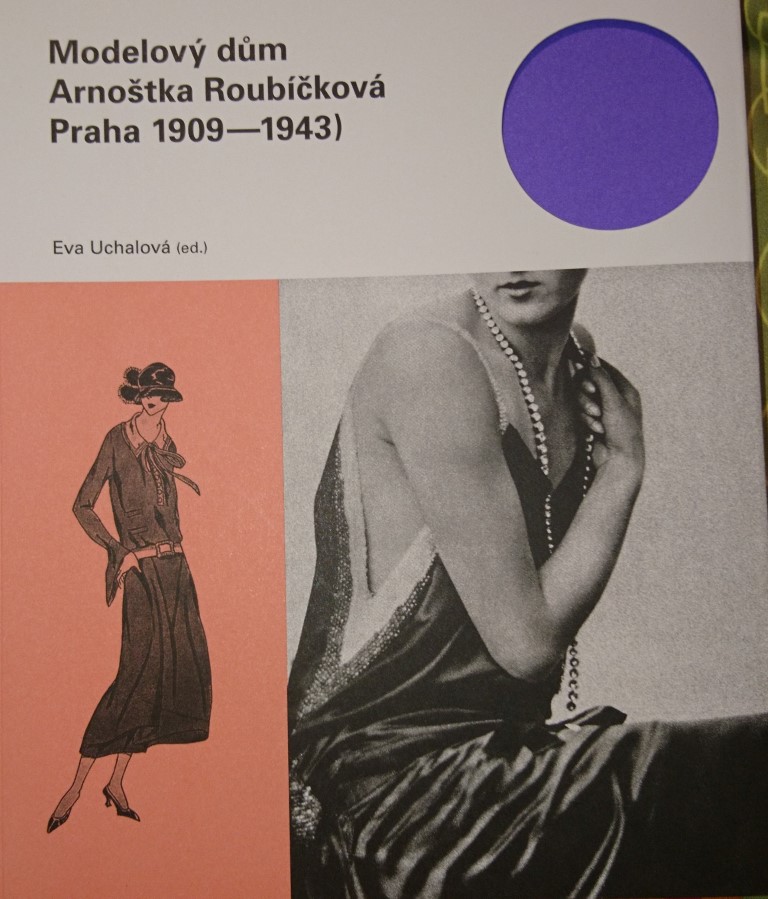 Modelový dům
Arnoštka Roubíčková
Praha 1909—1943)
Eva Uchalová (ed.)